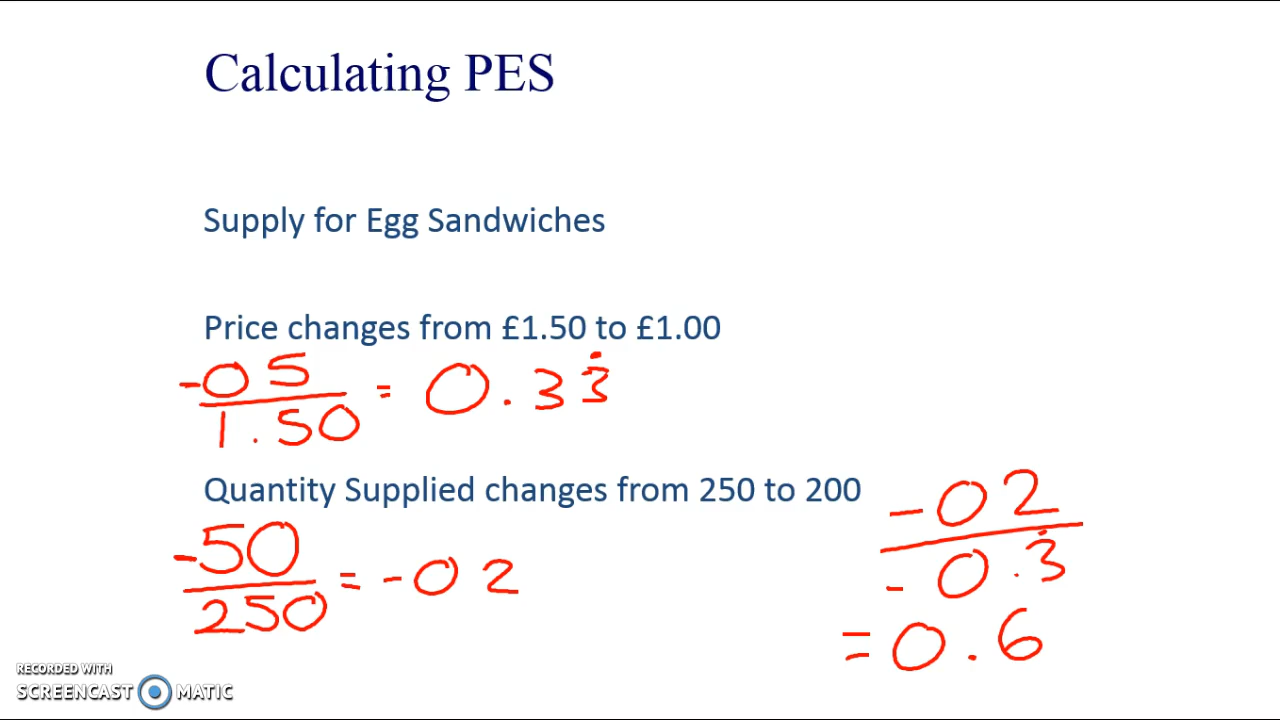 Calculating PES
Supply for Egg Sandwiches
Price changes from £1.50 to £1.00
-05
1.50
= 0.33̇
Quantity Supplied changes from 250 to 200
-50
250
= -02
-02
-0.3̇
= 0.6
RECORDED WITH
SCREENCAST MATIC